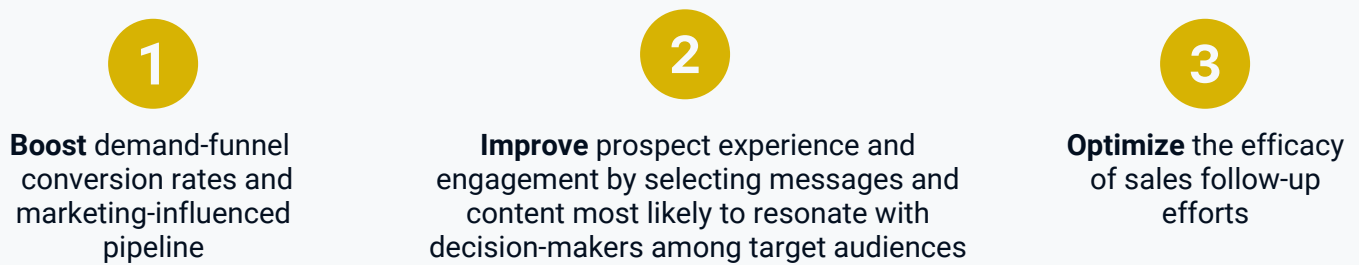 1
Boost demand-funnel
conversion rates and
marketing-influenced
pipeline
2
Improve prospect experience and
engagement by selecting messages and
content most likely to resonate with
decision-makers among target audiences
3
Optimize the efficacy
of sales follow-up
efforts